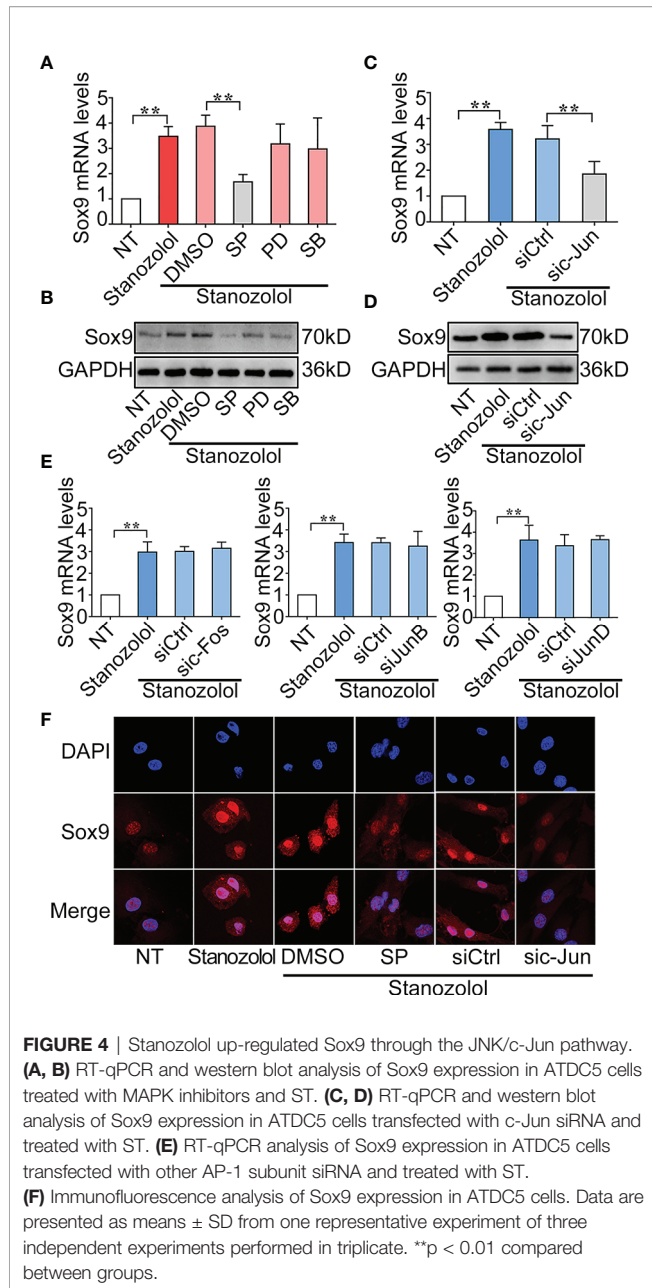 A
Sox9 mRNA levels
5
4
3
2
1
0
**
**
NT
Stanozolol
DMSO
SP
PD
SB
Stanozolol
C
Sox9 mRNA levels
5
4
3
2
1
0
**
**
NT
Stanozolol
siCtrl
sic-Jun
Stanozolol
B
Sox9
70kD
GAPDH
36kD
NT
Stanozolol
DMSO
SP
PD
SB
Stanozolol
D
Sox9
70kD
GAPDH
36kD
NT
Stanozolol
siCtrl
sic-Jun
Stanozolol
E
Sox9 mRNA levels
5
4
3
2
1
0
**
NT
Stanozolol
siCtrl
sic-Fos
Stanozolol
Sox9 mRNA levels
5
4
3
2
1
0
**
NT
Stanozolol
siCtrl
siJunB
Stanozolol
Sox9 mRNA levels
5
4
3
2
1
0
**
NT
Stanozolol
siCtrl
siJunD
Stanozolol
F
DAPI
Sox9
Merge
NT Stanozolol DMSO SP siCtrl sic-Jun
Stanozolol
FIGURE 4 | Stanozolol up-regulated Sox9 through the JNK/c-Jun pathway.
(A, B) RT-qPCR and western blot analysis of Sox9 expression in ATDC5 cells
treated with MAPK inhibitors and ST. (C, D) RT-qPCR and western blot
analysis of Sox9 expression in ATDC5 cells transfected with c-Jun siRNA and
treated with ST. (E) RT-qPCR analysis of Sox9 expression in ATDC5 cells
transfected with other AP-1 subunit siRNA and treated with ST.
(F) Immunofluorescence analysis of Sox9 expression in ATDC5 cells. Data are
presented as means ± SD from one representative experiment of three
independent experiments performed in triplicate. **p < 0.01 compared
between groups.